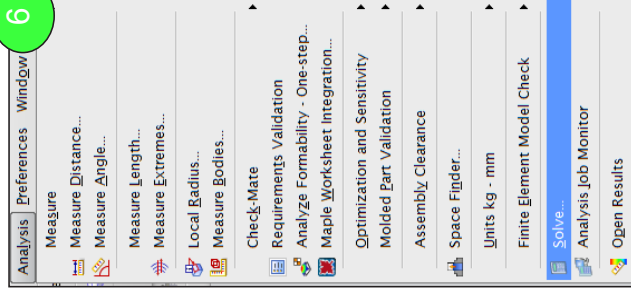 6
Analysis Preferences Window
Measure
Measure Distance...
Measure Angle...
Measure Length...
Measure Extremes...
Local Radius...
Measure Bodies...
Check-Mate
Requirements Validation
Analyze Formability - One-step...
Maple Worksheet Integration...
Optimization and Sensitivity
Molded Part Validation
Assembly Clearance
Space Finder...
Units kg - mm
Finite Element Model Check
Solve...
Analysis Job Monitor
Open Results